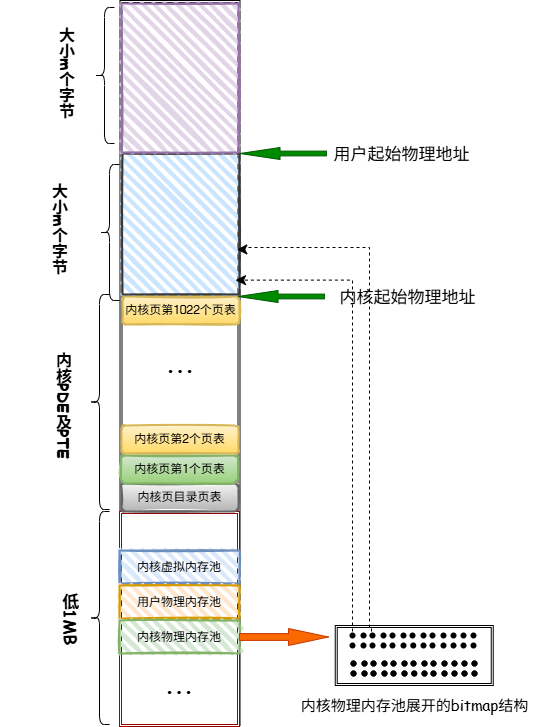 大小m个字节
用户起始物理地址
大小m个字节
内核起始物理地址
内核页第1022个页表
...
内核PDE及PTE
内核页第2个页表
内核页第1个页表
内核页目录页表
内核虚拟内存池
用户物理内存池
低1MB
内核物理内存池
...
内核物理内存池展开的bitmap结构